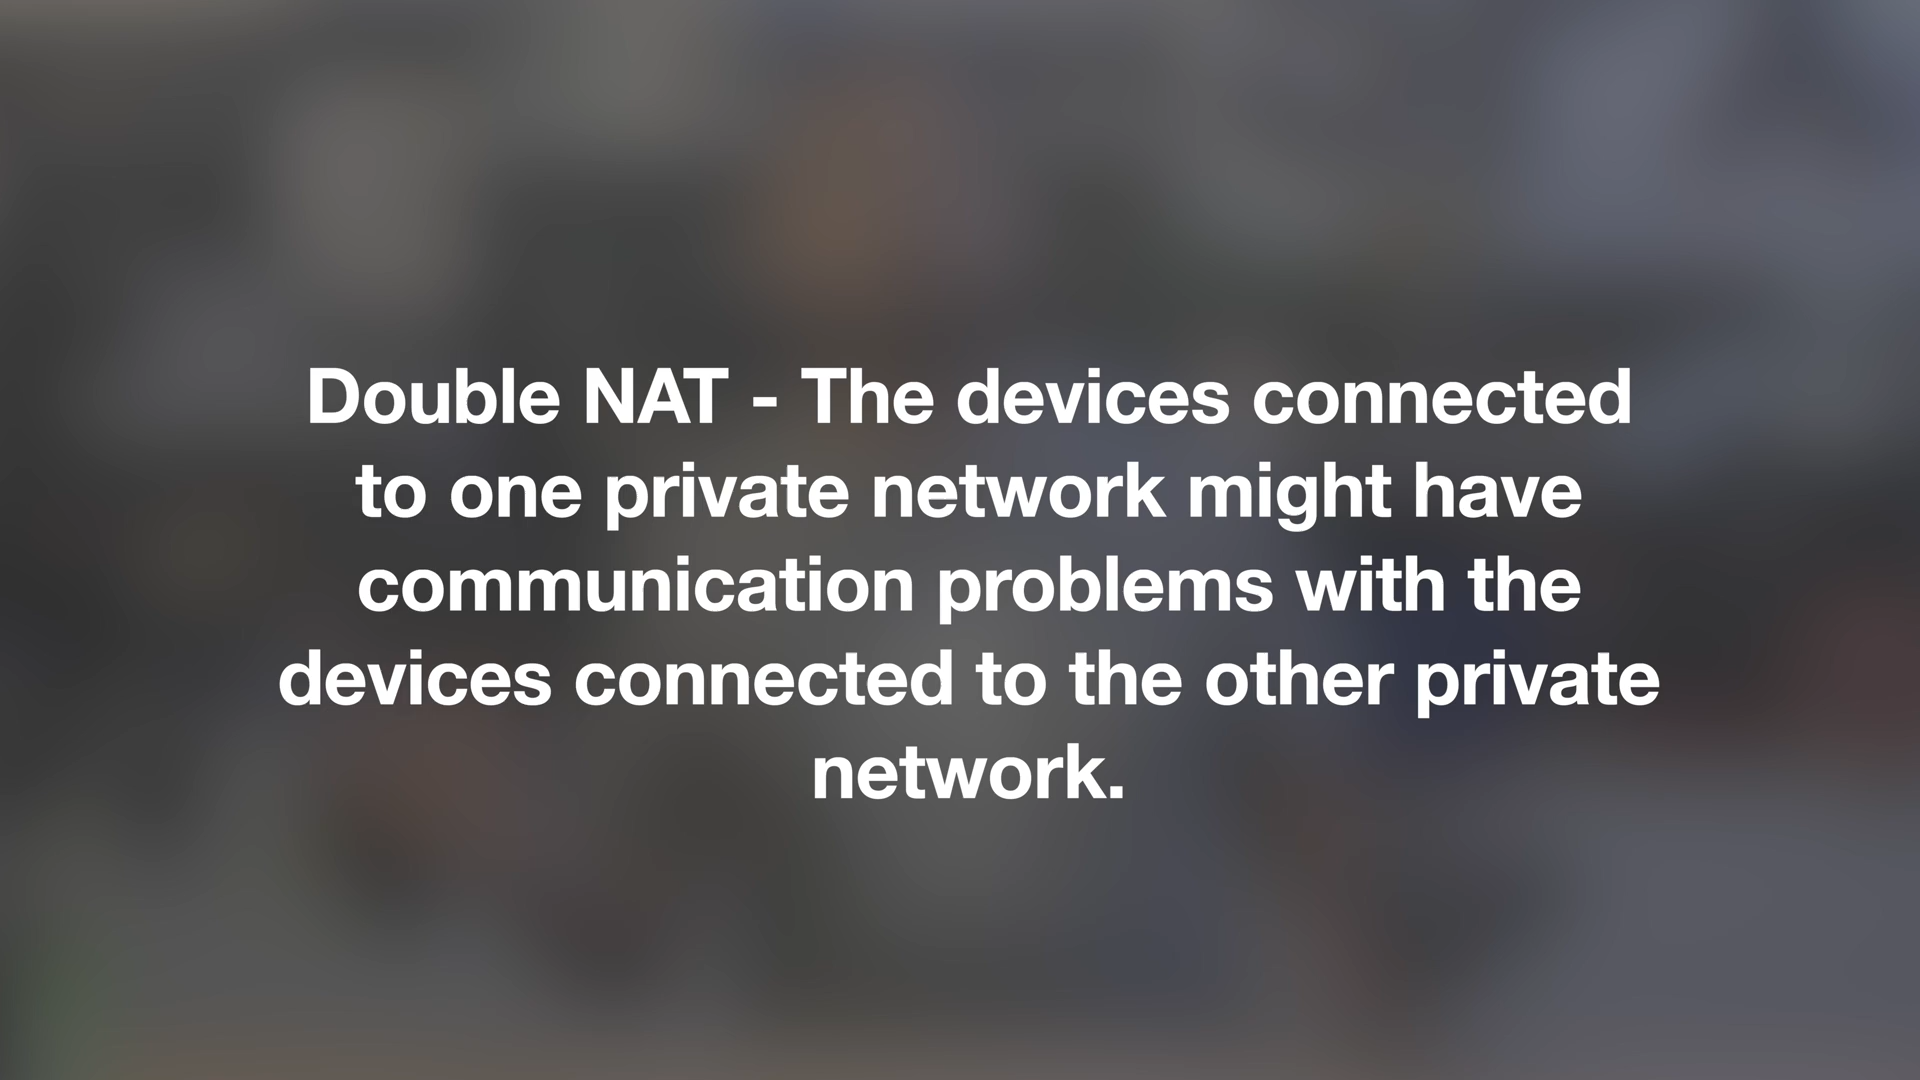 Double NAT - The devices connected
to one private network might have
communication problems with the
devices connected to the other private
network.